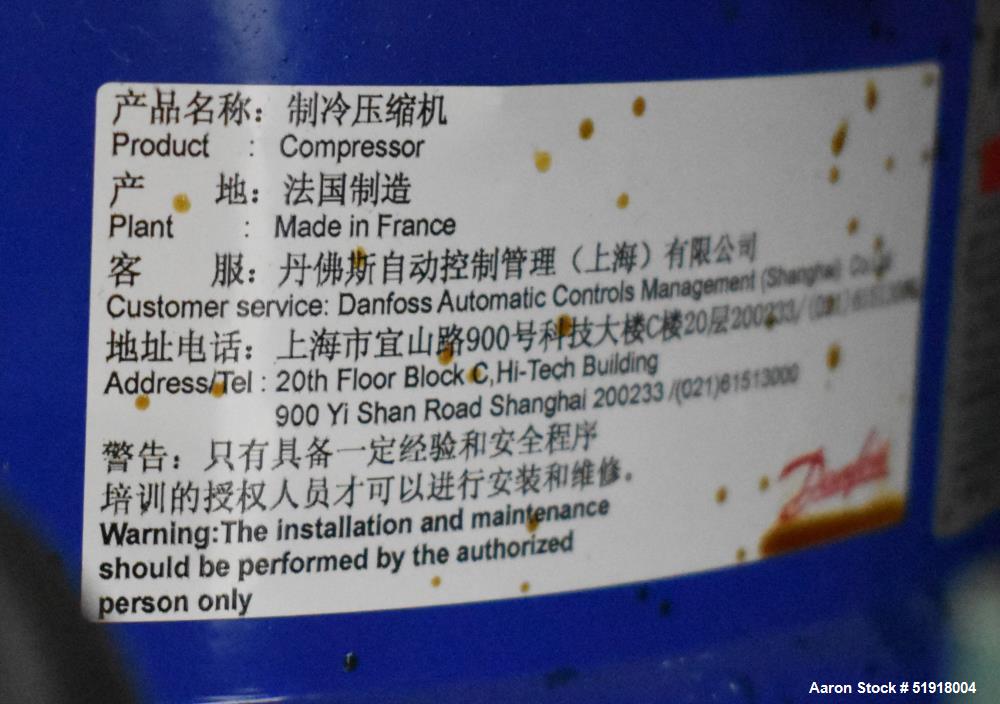 产品名称：制冷压缩机
Product : Compressor
产 地：法国制造
Plant : Made in France
客 服：丹佛斯自动控制管理（上海）有限公司
Customer service: Danfoss Automatic Controls Management (Shanghai) Co.
地址电话：上海市宜山路900号科技大楼C楼20层200233/
Address/Tel : 20th Floor Block C,Hi-Tech Building
900 Yi Shan Road Shanghai 200233 /(021)61513000
警告：只有具备一定经验和安全程序
培训的授权人员才可以进行安装和维修。
Warning:The installation and maintenance
should be performed by the authorized
person only
Danfoss
Aaron Stock # 51918004